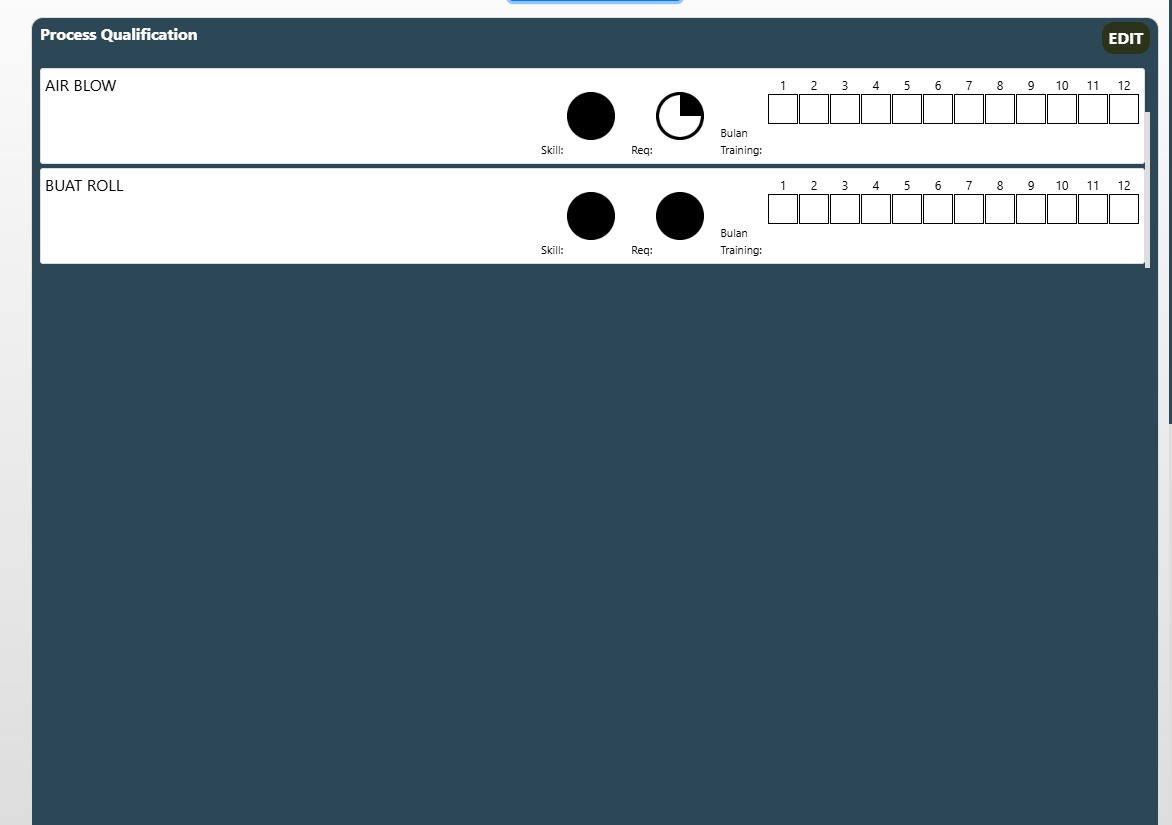 Process Qualification
EDIT
AIR BLOW
1 2 3 4 5 6 7 8 9 10 11 12
Skill:
Req:
Bulan
Training:
BUAT ROLL
1 2 3 4 5 6 7 8 9 10 11 12
Skill:
Req:
Bulan
Training: